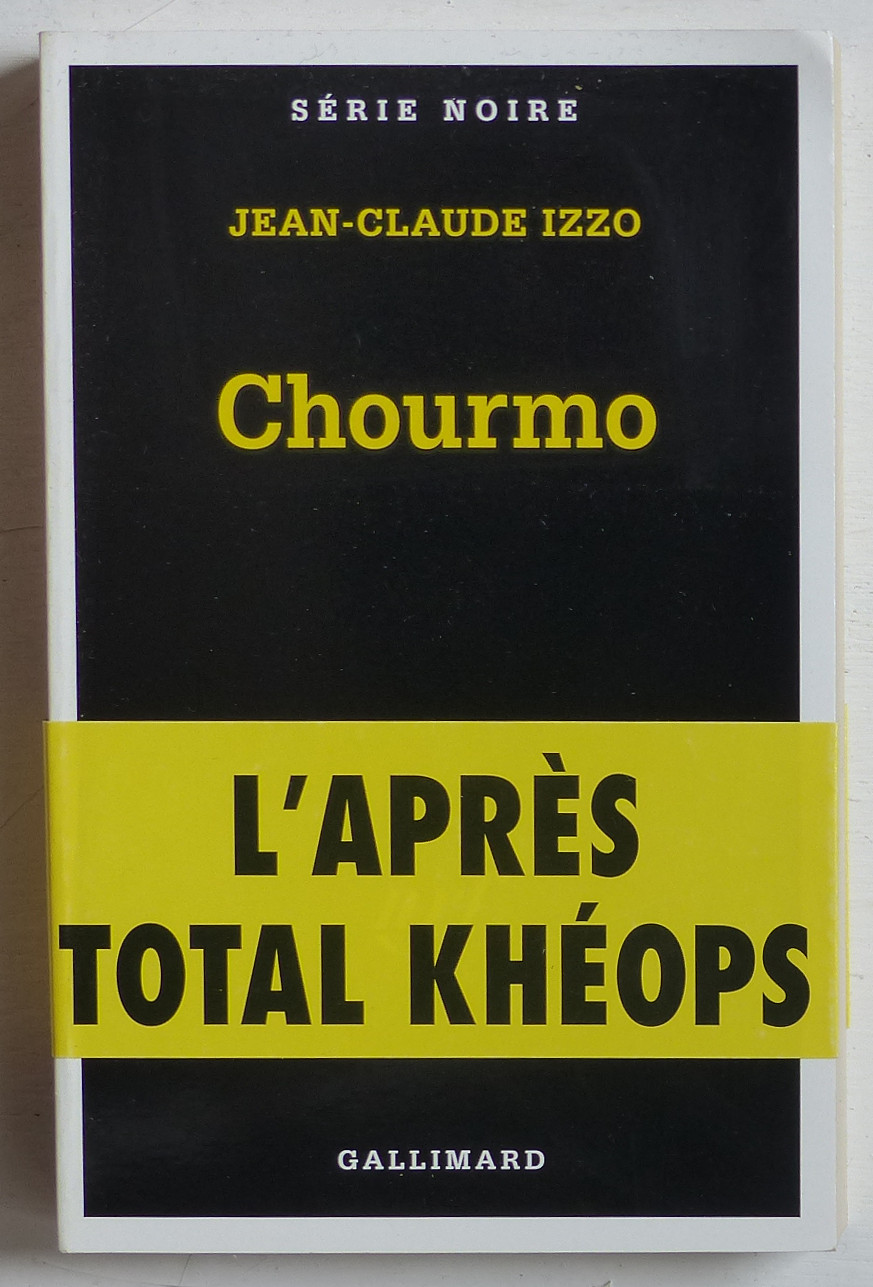 SÉRIE NOIRE
JEAN-CLAUDE IZZO
Chourmo
L'APRÈS
TOTAL KHÉOPS
GALLIMARD